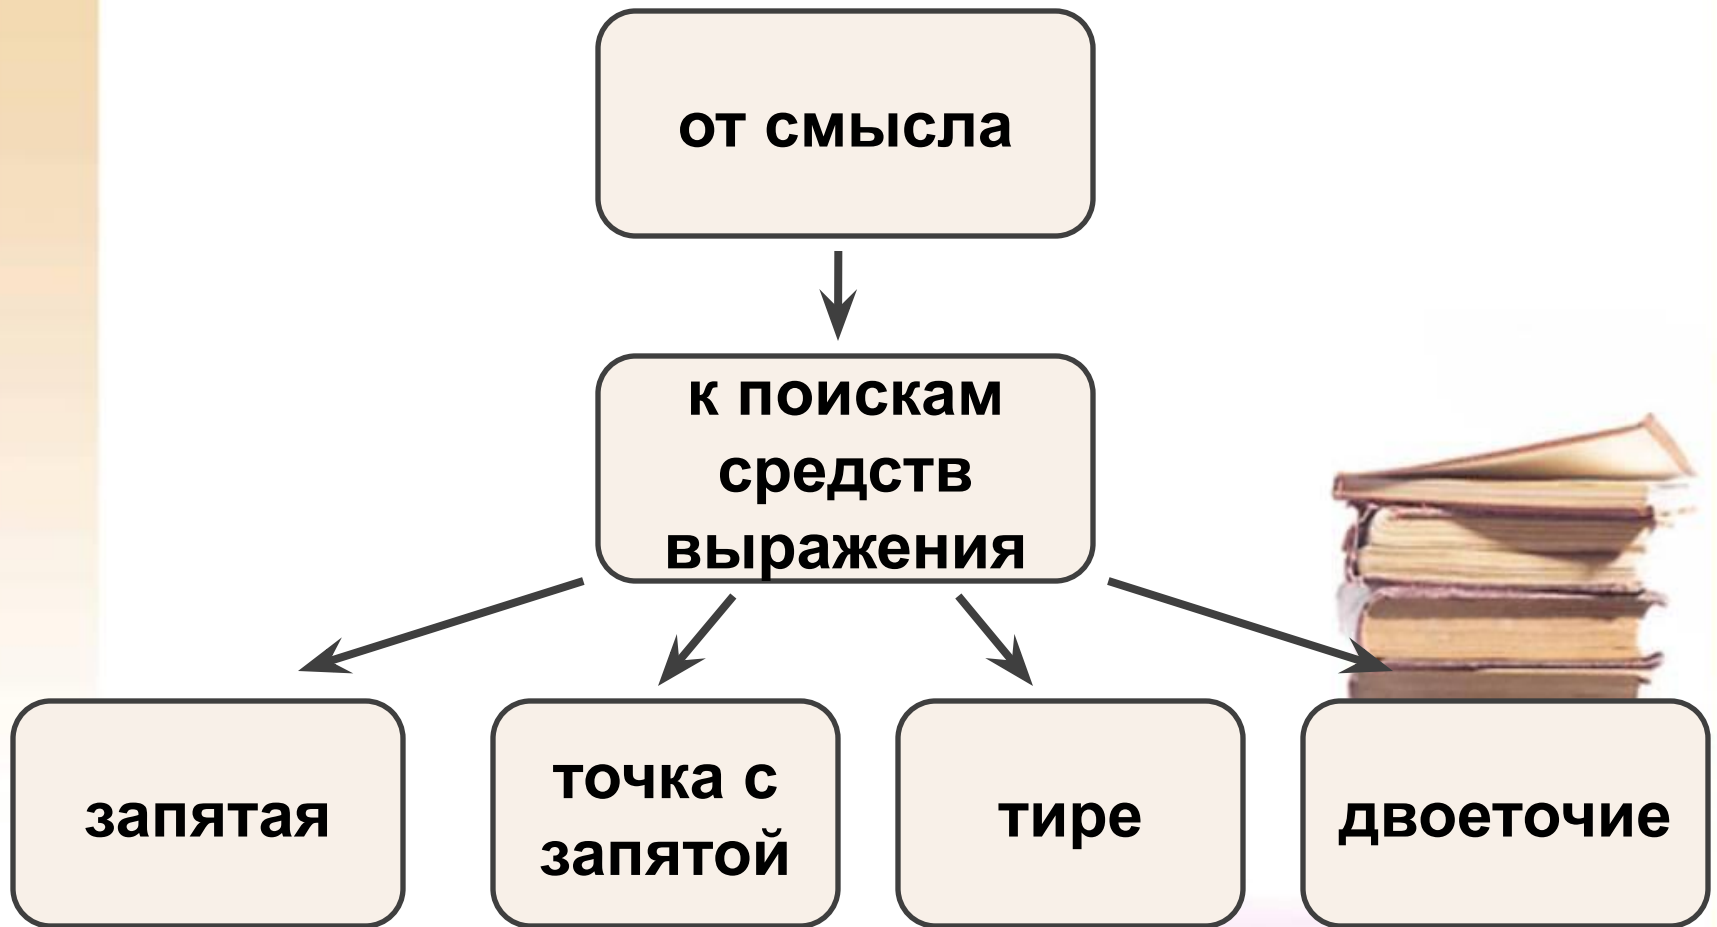 от смысла
к поискам
средств
выражения
запятая
точка с
запятой
тире
двоеточие